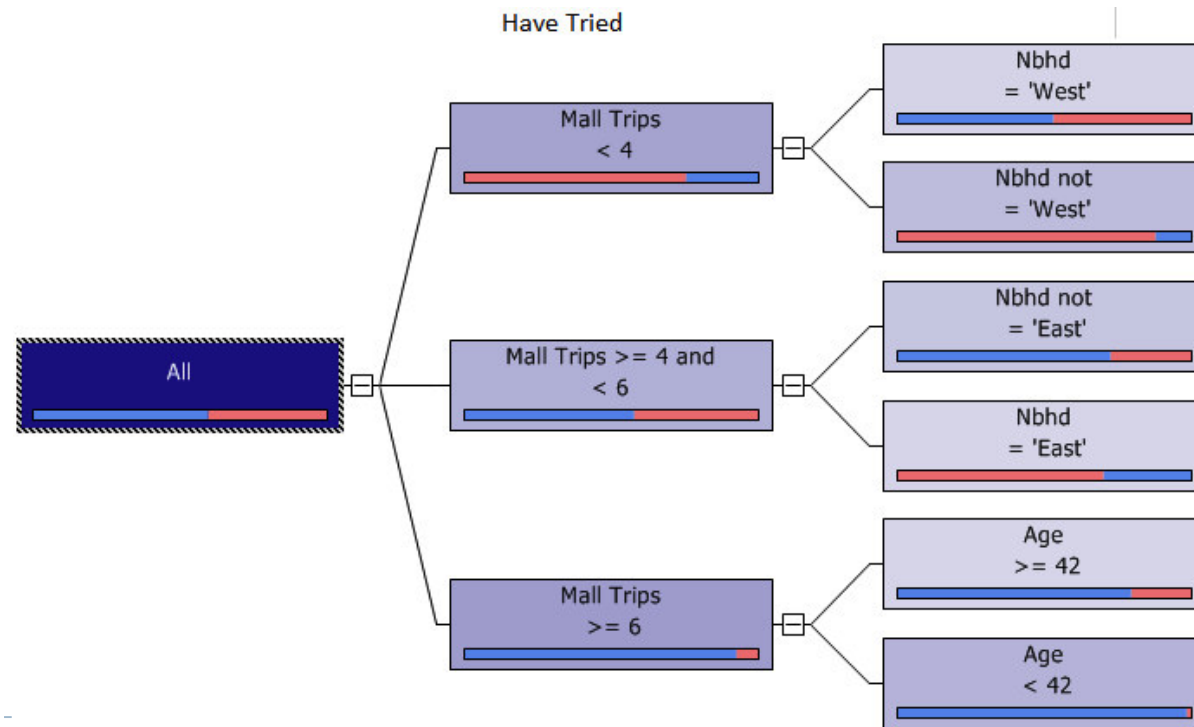 Have Tried
All
Mall Trips
< 4
Mall Trips >= 4 and
< 6
Mall Trips
>= 6
Nbhd
= 'West'
Nbhd not
= 'West'
Nbhd not
= 'East'
Nbhd
= 'East'
Age
>= 42
Age
< 42